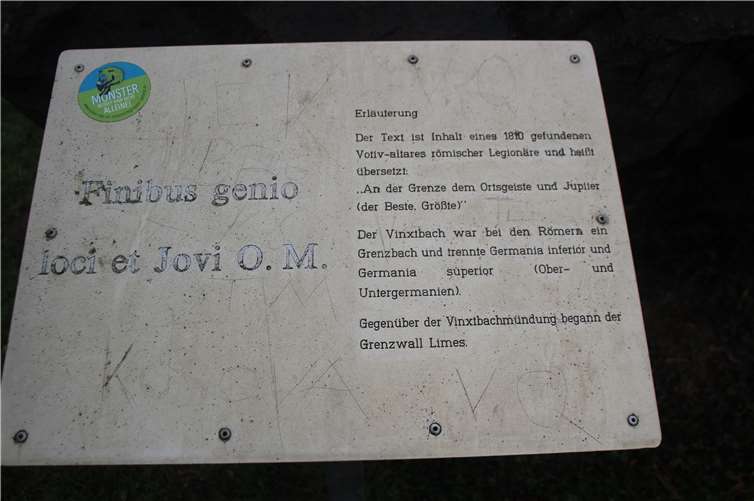 MONSTER
ALLEINE!
Finibus genio
loci et Jovi O. M.
Erläuterung
Der Text ist Inhalt eines 1810 gefundenen
Votiv-altares römischer Legionäre und heißt
übersetzt:
„An der Grenze dem Ortsgeiste und Jupiter
(der Beste, Größte)"
Der Vinxtbach war bei den Römern ein
Grenzbach und trennte Germania inferior und
Germania superior (Ober- und
Untergermanien).
Gegenüber der Vinxtbachmündung begann der
Grenzwall Limes.